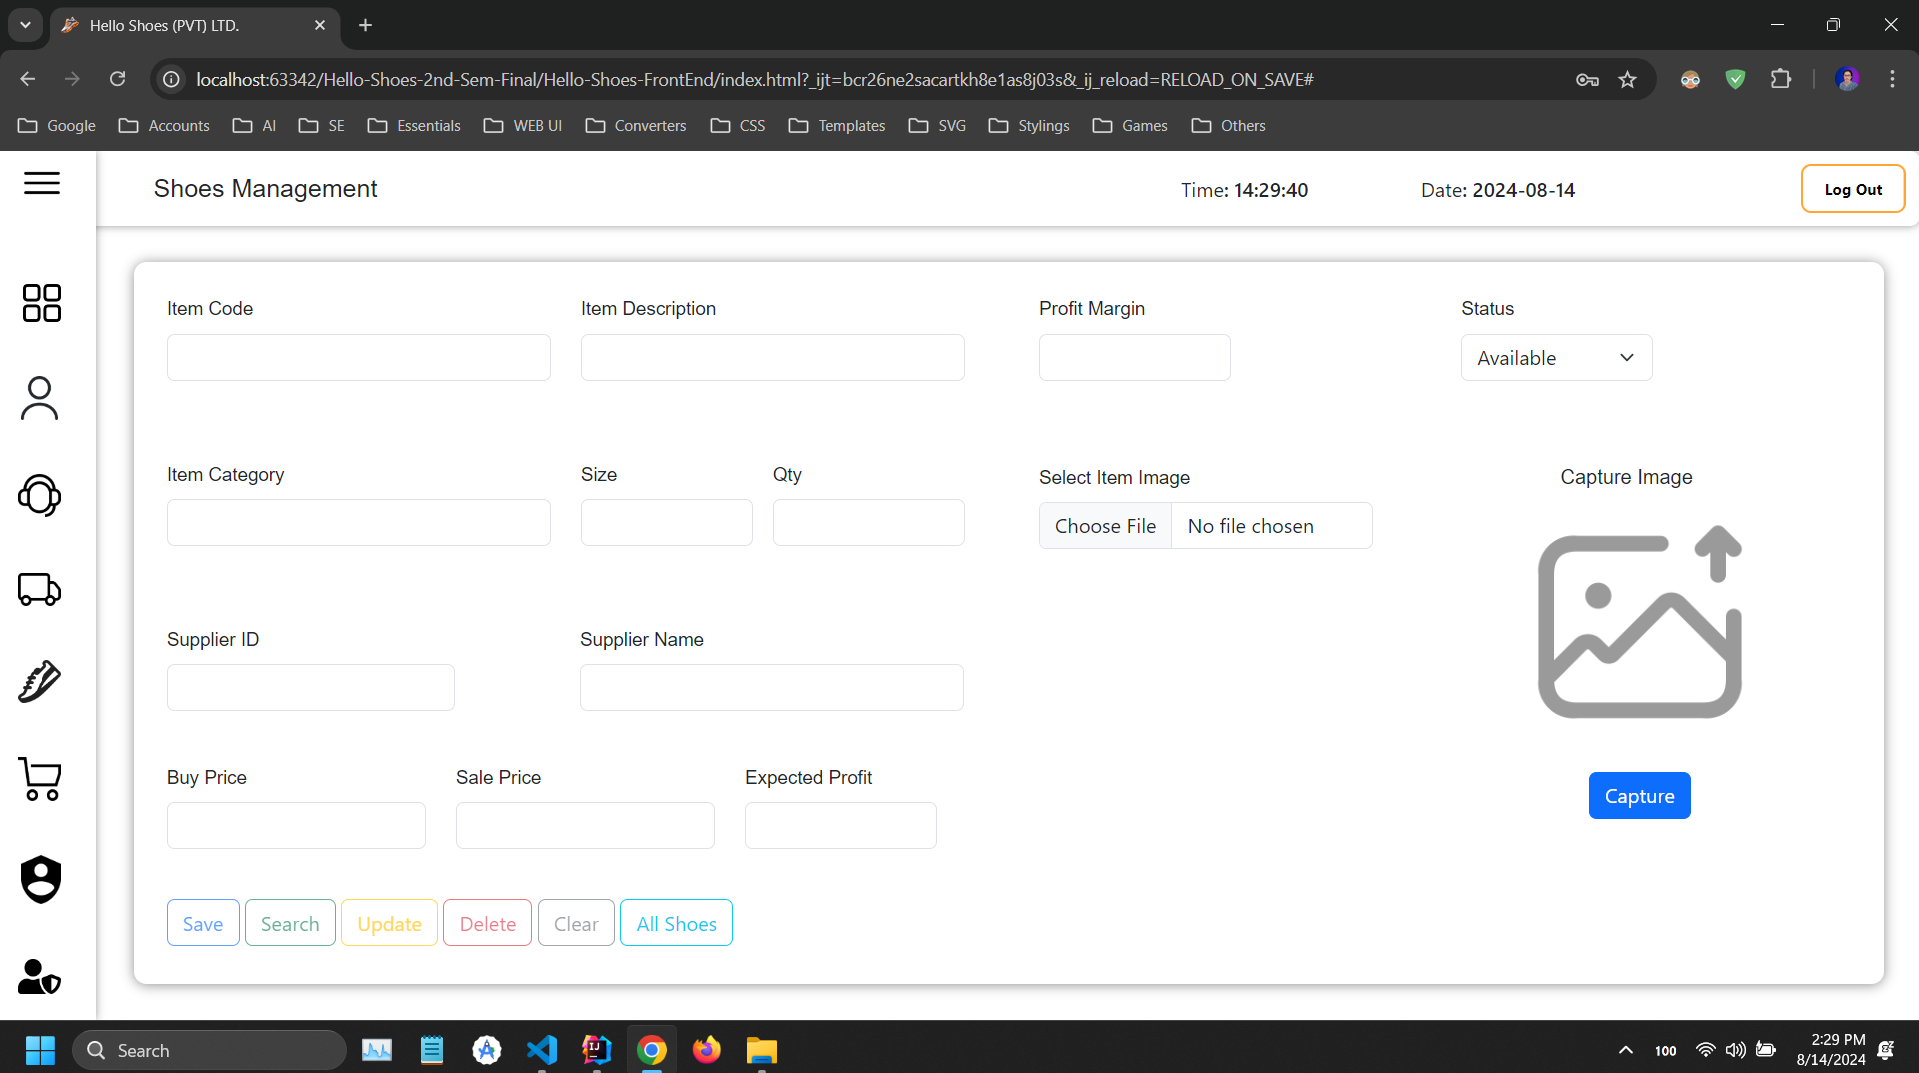 Hello Shoes (PVT) LTD.
localhost:63342/Hello-Shoes-2nd-Sem-Final/Hello-Shoes-FrontEnd/index.html?_ijt=bcr26ne2sacartkh8e1as8j03s&_ij_reload=RELOAD_ON_SAVE#
Google Accounts AI SE Essentials WEB UI Converters CSS Templates SVG Stylings Games Others
Shoes Management Time: 14:29:40 Date: 2024-08-14 Log Out
Item Code Item Description Profit Margin Status
Available
Item Category Size Qty Select Item Image Capture Image
Choose File No file chosen
Supplier ID Supplier Name
Buy Price Sale Price Expected Profit
Capture
Save Search Update Delete Clear All Shoes
Search 100 2:29 PM
8/14/2024